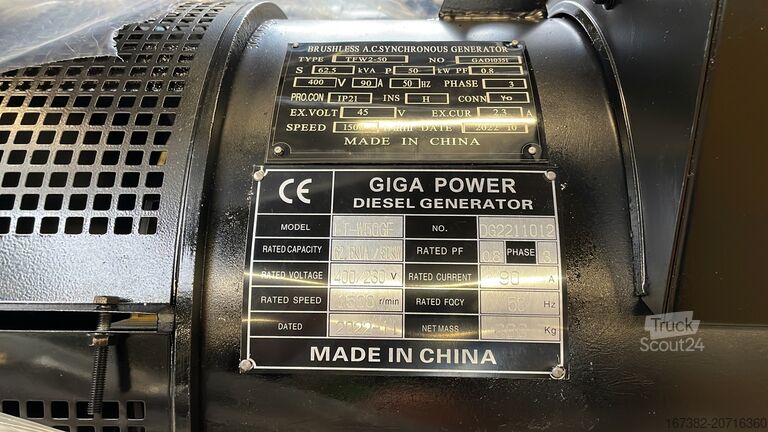 BRUSHLESS A.C.SYNCHRONOUS GENERATOR
TYPE TFW2-50 NO GAD10351
S 62.5 kVA P 50 kW PF 0.8
400 V 90 A 50 HZ PHASE 3
PRO.CON IP21 INS H CONN Yo
EX.VOLT 45 V EX.CUR 2.3 A
SPEED 1500 r/min DATE 2022 10
MADE IN CHINA
CE GIGA POWER
DIESEL GENERATOR
MODEL NO. DG2211012
RATED CAPACITY RATED PF 0.8 PHASE 3
RATED VOLTAGE 400/230 V RATED CURRENT 90 A
RATED SPEED 1500 r/min RATED FQCY 50 Hz
DATED NET MASS Kg
MADE IN CHINA
Truck
Scout24
167382-20716360